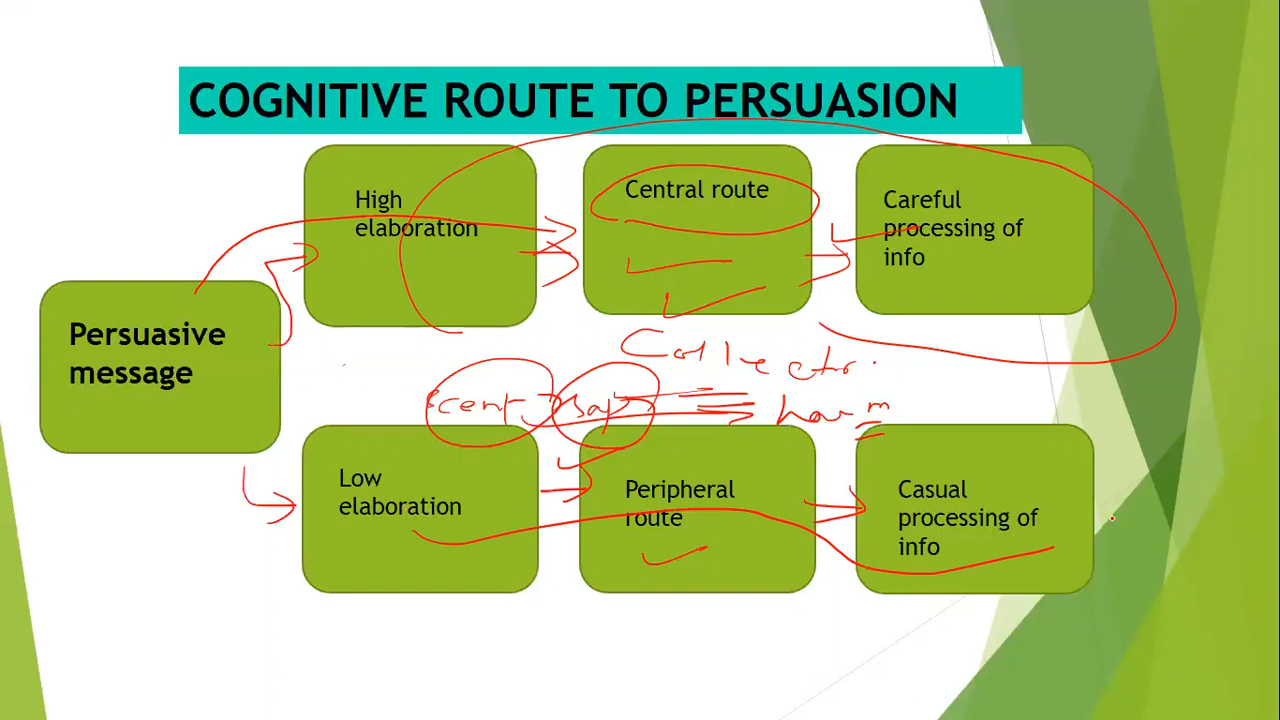 COGNITIVE ROUTE TO PERSUASION
High
elaboration
Central route
Careful
processing of
info
Persuasive
message
harm
Low
elaboration
Peripheral
route
Casual
processing of
info